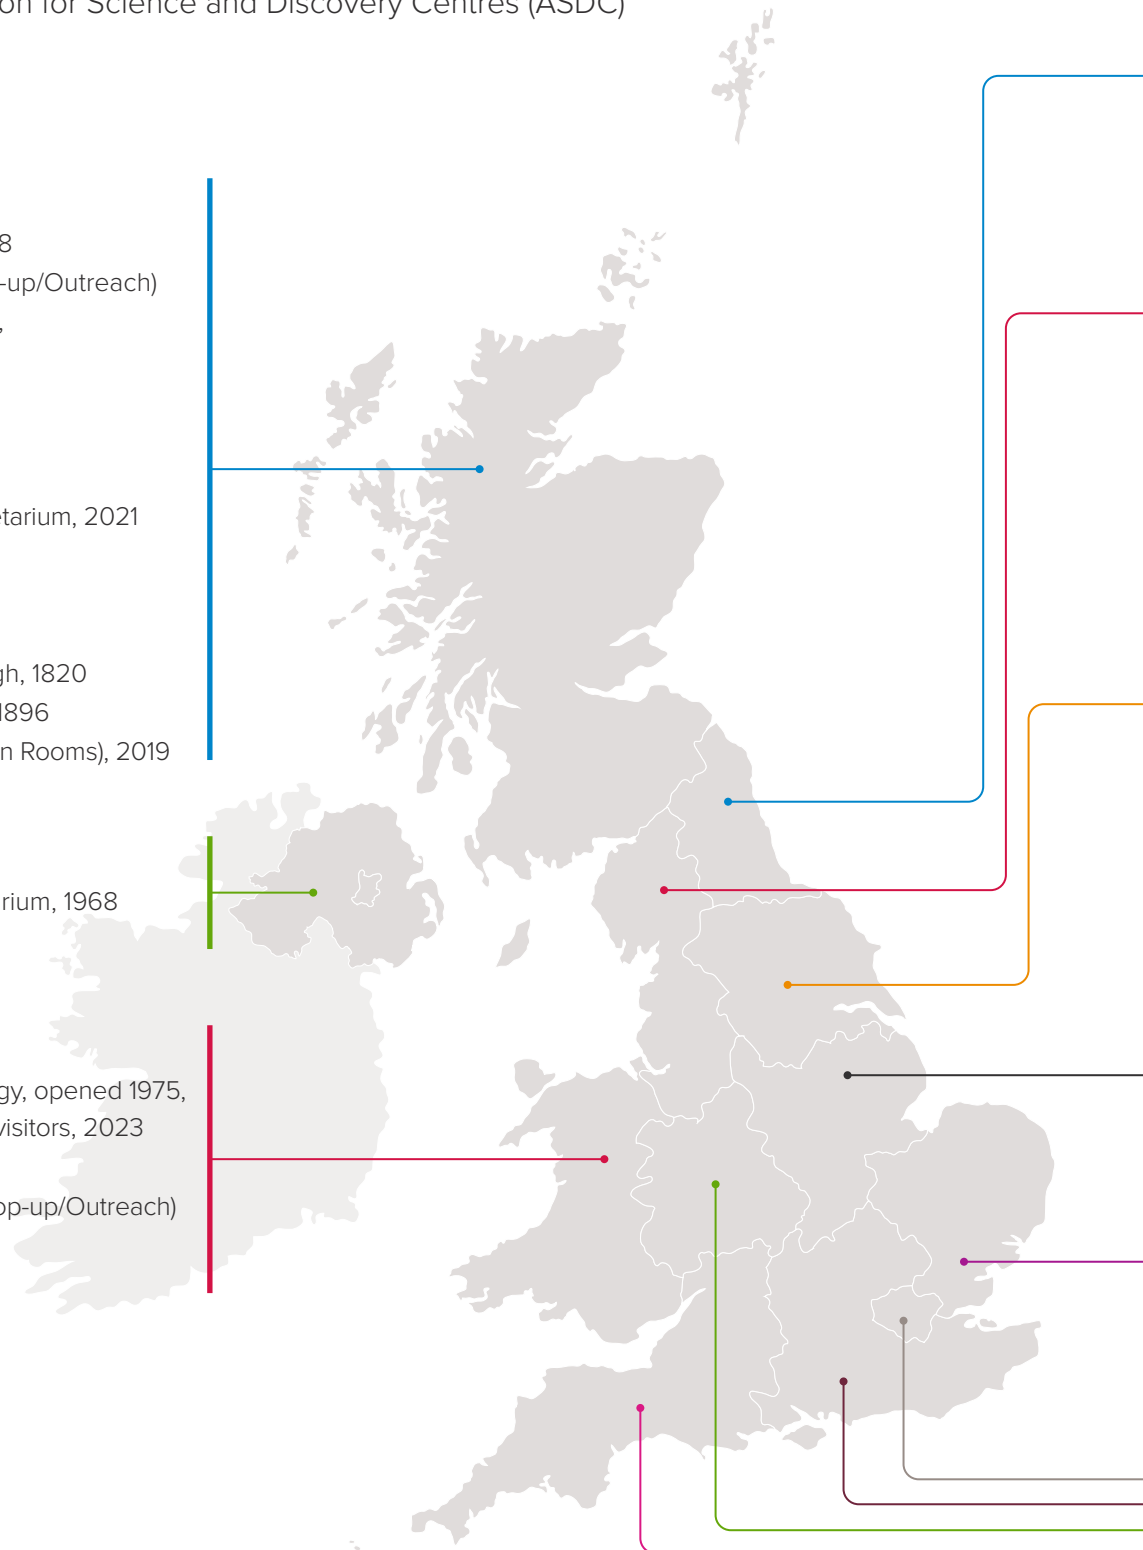 on for Science and Discovery Centres (ASDC)
8
-up/Outreach)
,
etarium, 2021
gh, 1820
1896
n Rooms), 2019
rium, 1968
gy, opened 1975,
visitors, 2023
op-up/Outreach)